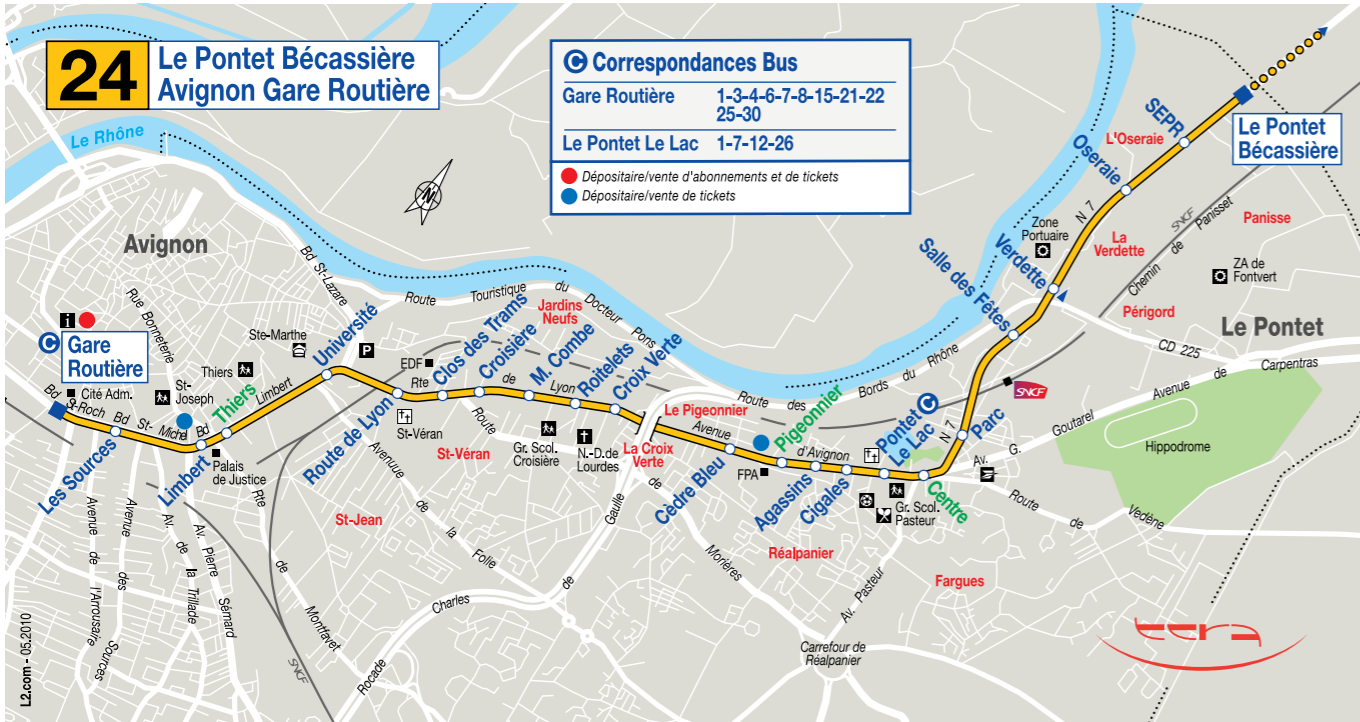 24
Le Pontet Bécassière
Avignon Gare Routière
C Correspondances Bus
Gare Routière 1-3-4-6-7-8-15-21-22
25-30
Le Pontet Le Lac 1-7-12-26
Dépositaire/vente d'abonnements et de tickets
Dépositaire/vente de tickets
Le Rhône
N
Avignon
Bd St-Lazare
Rue Bonneterie
Route Touristique du Docteur Pons
Jardins
Neufs
i
C
Gare
Routière
Cité Adm.
Bd St-Roch
Bd St-Michel
Bd Limbert
Les Sources
St-
Joseph
Thiers
Thiers
Ste-Marthe
Université
P
EDF
Limbert
Palais
de Justice
Route de Lyon
Rte de Lyon
St-Véran
Clos des Trams
Croisière
M. Combe
Roitelets
Croix Verte
Route de Morières
St-Véran
Gr. Scol.
Croisière
N.-D.de
Lourdes
La Croix
Verte
Le Pigeonnier
Route des Bords du Rhône
Avenue d'Avignon
Cèdre Bleu
FPA
Pigeonnier
Agassins
Cigales
Pontet
Le Lac
C
Gr. Scol.
Pasteur
Centre
Parc
N 7
SNCF
Salle des Fêtes
Verdette
Zone
Portuaire
N 7
Oseraie
SEPR
L'Oseraie
Le Pontet
Bécassière
La
Verdette
SNCF
Chemin de Panisset
Panisse
ZA de
Fontvert
Périgord
Le Pontet
CD 225
Avenue de Carpentras
Av. G. Goutarel
Hippodrome
Route de Vedène
Réalpanier
Fargues
Av. Pasteur
Carrefour de
Réalpanier
St-Jean
Avenuue de la Folie
Rocade Charles de Gaulle
Rte de Montfavet
SNCF
Av. Pierre Sémard
Av. de la Trillade
Avenue des Sources
Avenue de l'Arrousaire
L2.com - 05.2010